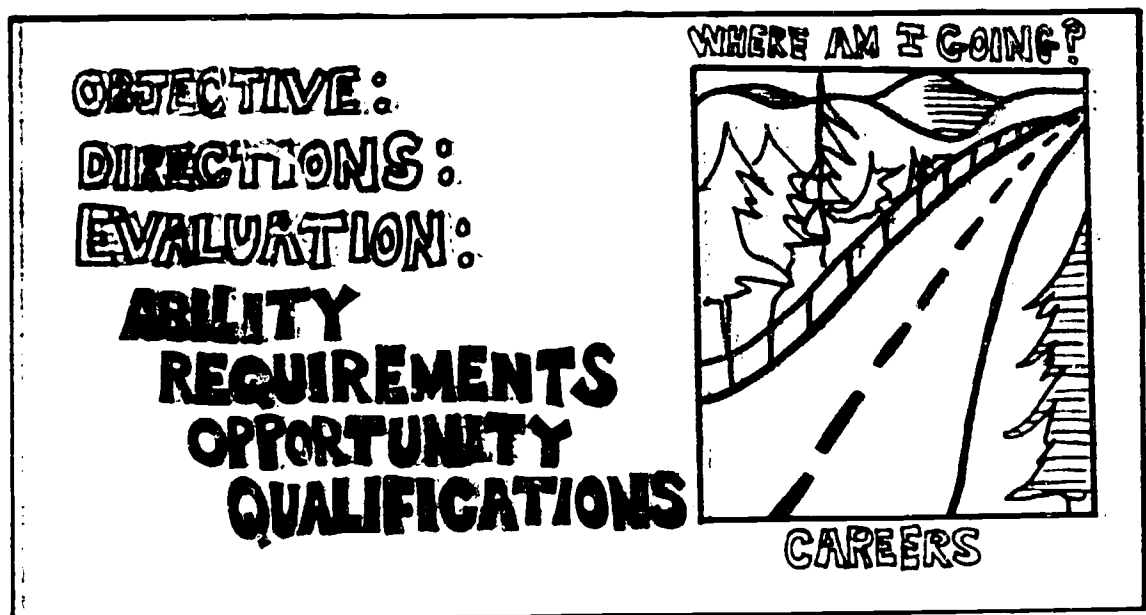 OBJECTIVE:
DIRECTIONS:
EVALUATION:
ABILITY
REQUIREMENTS
OPPORTUNITY
QUALIFICATIONS
WHERE AM I GOING?
CAREERS